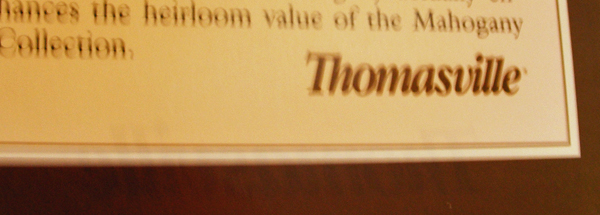 hances the heirloom value of the Mahogany
Collection.
Thomasville